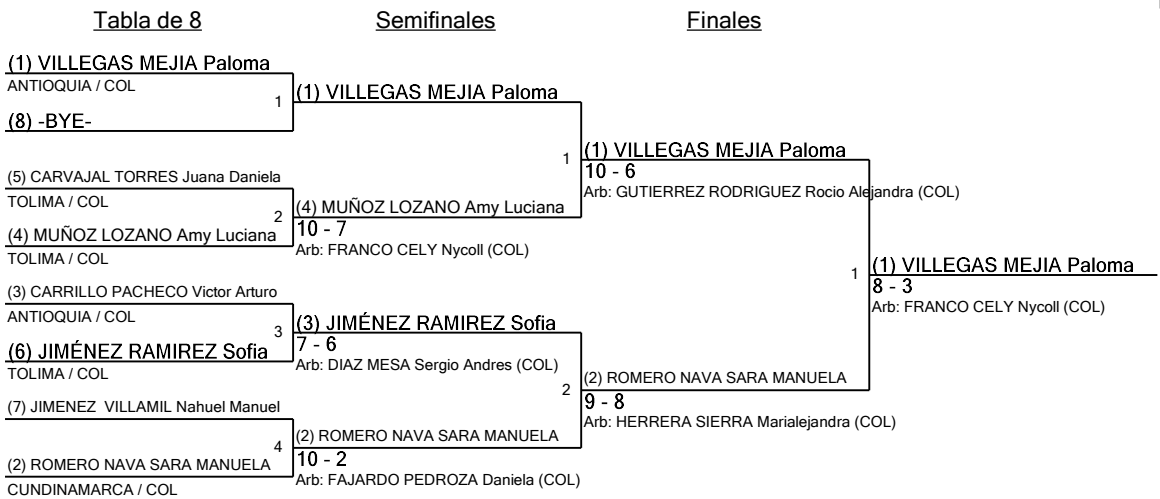 Tabla de 8
Semifinales
Finales
(1) VILLEGAS MEJIA Paloma
ANTIOQUIA / COL
1
(8) -BYE-
(5) CARVAJAL TORRES Juana Daniela
TOLIMA / COL
2
(4) MUÑOZ LOZANO Amy Luciana
TOLIMA / COL
(3) CARRILLO PACHECO Victor Arturo
ANTIOQUIA / COL
3
(6) JIMÉNEZ RAMIREZ Sofia
TOLIMA / COL
(7) JIMENEZ  VILLAMIL Nahuel Manuel
4
(2) ROMERO NAVA SARA MANUELA
CUNDINAMARCA / COL
(1) VILLEGAS MEJIA Paloma
1
(4) MUÑOZ LOZANO Amy Luciana
10 - 7
Arb: FRANCO CELY Nycoll (COL)
(3) JIMÉNEZ RAMIREZ Sofia
7 - 6
Arb: DIAZ MESA Sergio Andres (COL)
2
(2) ROMERO NAVA SARA MANUELA
10 - 2
Arb: FAJARDO PEDROZA Daniela (COL)
(1) VILLEGAS MEJIA Paloma
10 - 6
Arb: GUTIERREZ RODRIGUEZ Rocio Alejandra (COL)
1
(2) ROMERO NAVA SARA MANUELA
9 - 8
Arb: HERRERA SIERRA Marialejandra (COL)
(1) VILLEGAS MEJIA Paloma
8 - 3
Arb: FRANCO CELY Nycoll (COL)